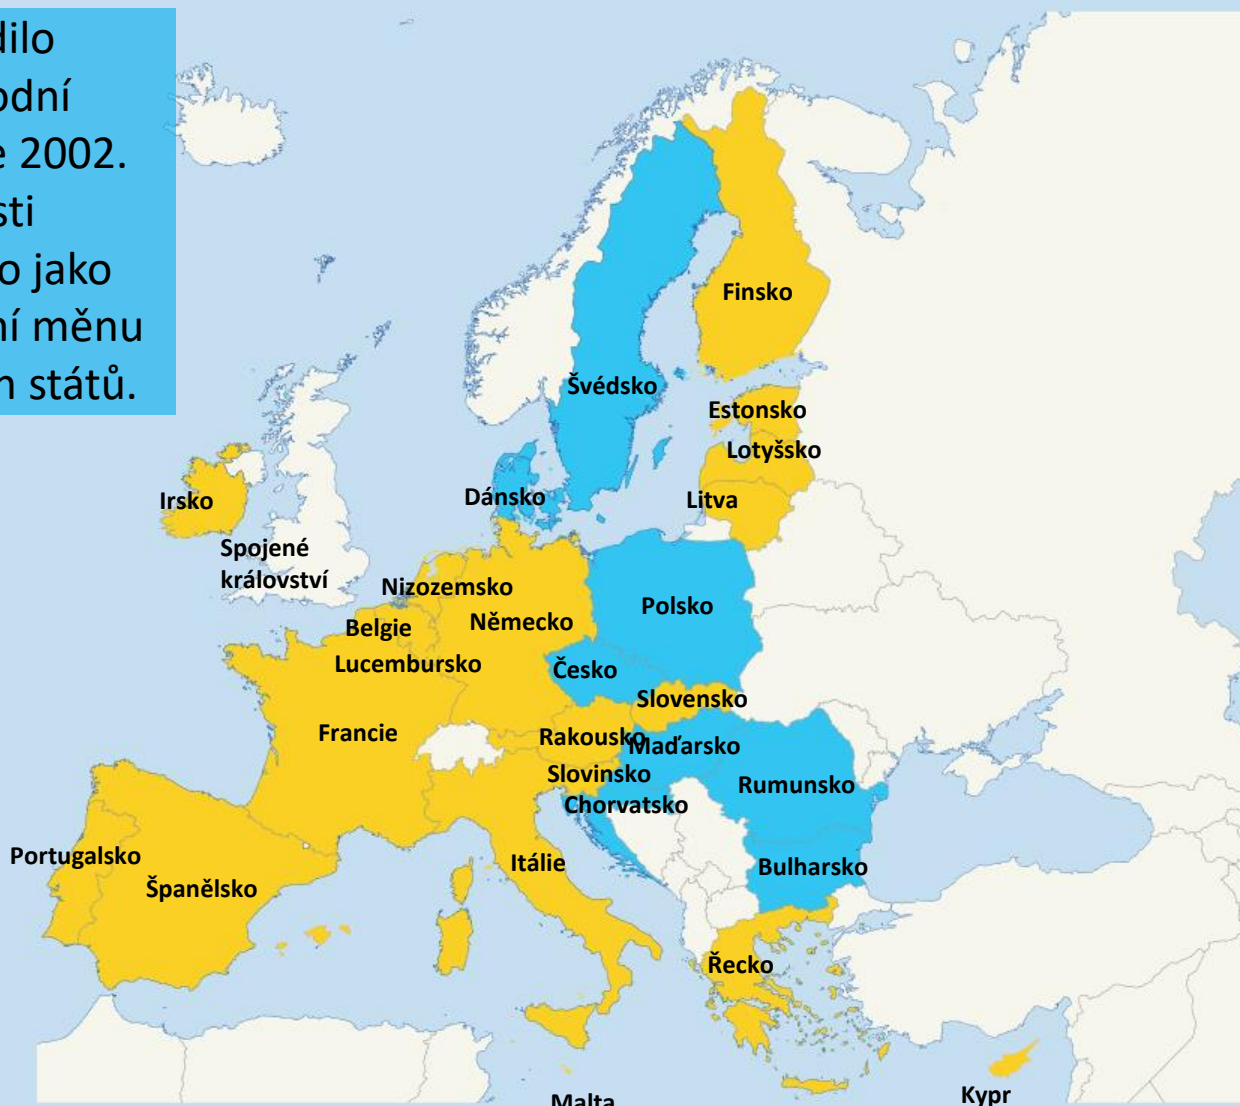 dilo
odní
e 2002.
sti
o jako
ní měnu
h států.
Finsko
Švédsko
Estonsko
Lotyšsko
Dánsko
Litva
Irsko
Spojené
království
Nizozemsko
Polsko
Belgie
Německo
Lucembursko
Česko
Slovensko
Francie
Rakousko
Maďarsko
Slovinsko
Rumunsko
Chorvatsko
Portugalsko
Itálie
Bulharsko
Španělsko
Řecko
Kypr
Malta